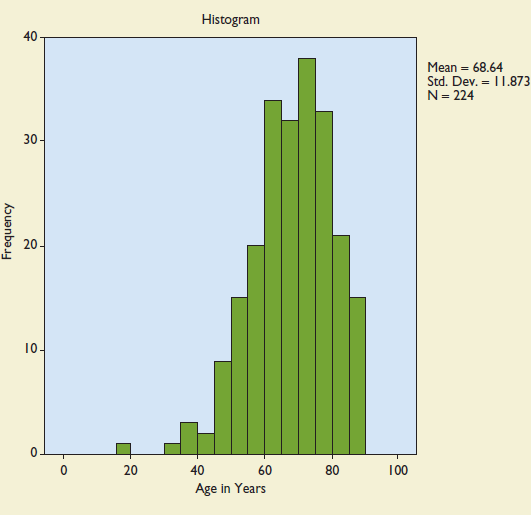 Histogram
40
30
20
10
0
Frequency
0 20 40 60 80 100
Age in Years
Mean = 68.64
Std. Dev. = 11.873
N = 224